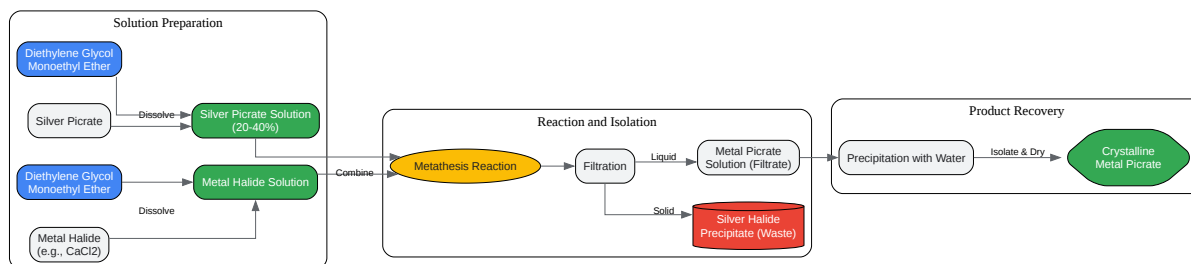 Solution Preparation
Diethylene Glycol
Monoethyl Ether
Silver Picrate
Dissolve
Silver Picrate Solution
(20-40%)
Diethylene Glycol
Monoethyl Ether
Metal Halide Solution
Dissolve
Metal Halide
(e.g., CaCl2)
Combine
Reaction and Isolation
Metathesis Reaction
Filtration
Liquid
Metal Picrate
Solution (Filtrate)
Solid
Silver Halide
Precipitate (Waste)
Product Recovery
Precipitation with Water
Isolate & Dry
Crystalline
Metal Picrate